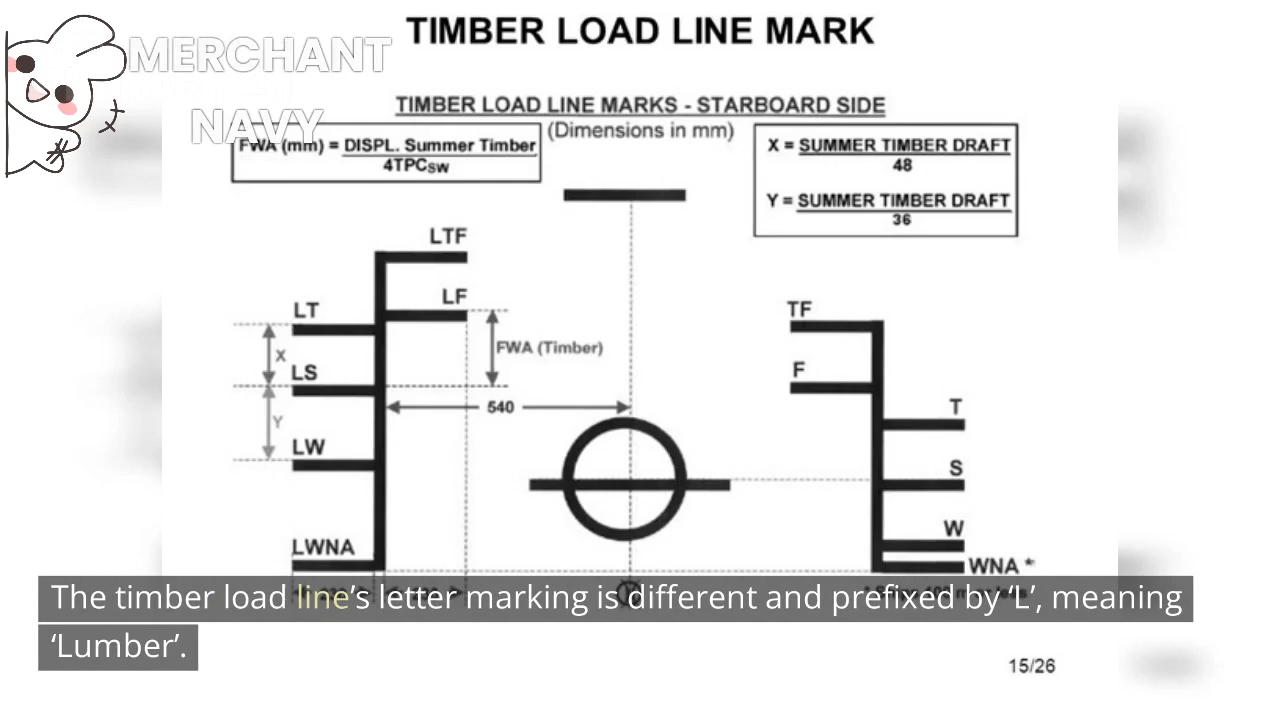 TIMBER LOAD LINE MARK
MERCHANT
NAVY
TIMBER LOAD LINE MARKS - STARBOARD SIDE
(Dimensions in mm)
FWA (mm) = DISPL. Summer Timber
4TPCSW
X = SUMMER TIMBER DRAFT
48
Y = SUMMER TIMBER DRAFT
36
LTF
LF
LT
X
LS
FWA (Timber)
540
Y
LW
LWNA
TF
F
T
S
W
WNA *
The timber load line’s letter marking is different and prefixed by ‘L’, meaning
‘Lumber’.
15/26